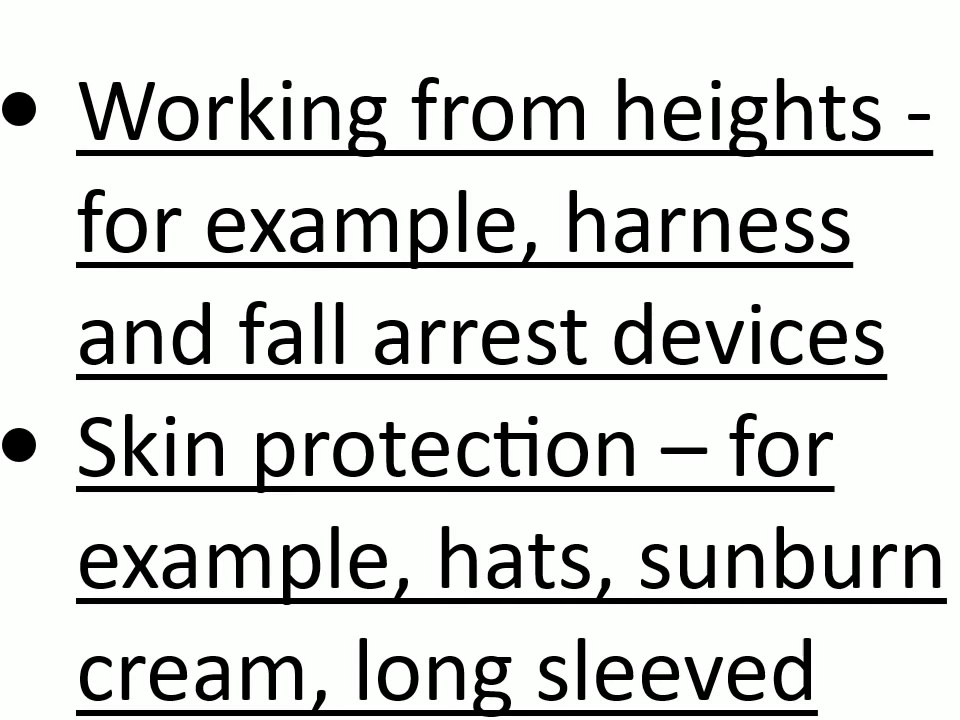 • Working from heights -
for example, harness
and fall arrest devices
• Skin protection – for
example, hats, sunburn
cream, long sleeved